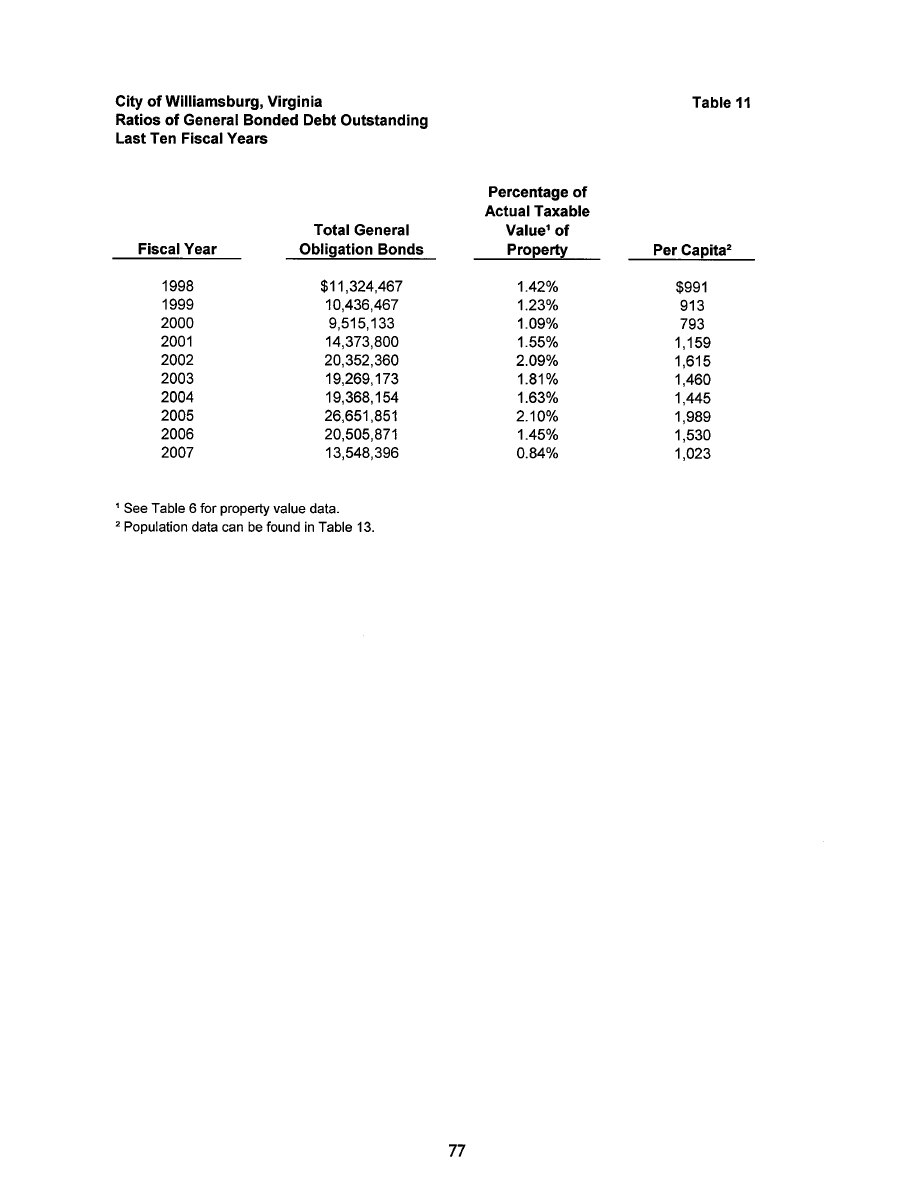 City of Williamsburg, Virginia Table 11
Ratios of General Bonded Debt Outstanding
Last Ten Fiscal Years
Percentage of
Actual Taxable
Total General Value¹ of
Fiscal Year Obligation Bonds Property Per Capita²
1998 $11,324,467 1.42% $991
1999 10,436,467 1.23% 913
2000 9,515,133 1.09% 793
2001 14,373,800 1.55% 1,159
2002 20,352,360 2.09% 1,615
2003 19,269,173 1.81% 1,460
2004 19,368,154 1.63% 1,445
2005 26,651,851 2.10% 1,989
2006 20,505,871 1.45% 1,530
2007 13,548,396 0.84% 1,023
¹ See Table 6 for property value data.
² Population data can be found in Table 13.
77